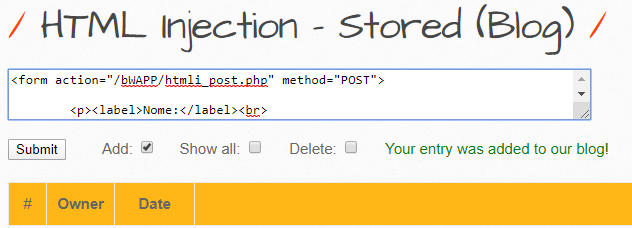 / HTML Injection - Stored (Blog) /
<form action="/bWAPP/htmli_post.php" method="POST">
<p><label>Nome:</label><br>
Submit Add: Show all: Delete: Your entry was added to our blog!
# Owner Date